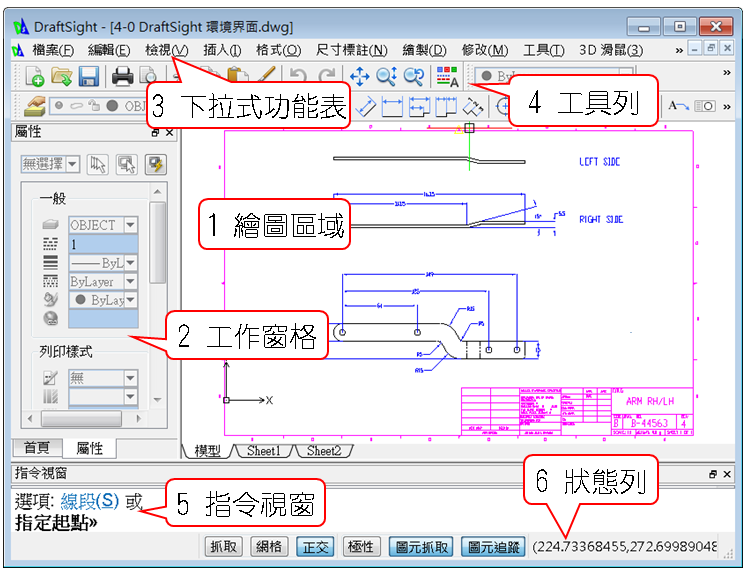 DraftSight - [4-0 DraftSight 環境界面.dwg]
檔案(F) 編輯(E) 檢視(V) 插入(I) 格式(O) 尺寸標註(N) 繪製(D) 修改(M) 工具(T) 3D 滑鼠(3) »
3 下拉式功能表
4 工具列
屬性
無選擇
一般
OBJECT
1
ByL
ByLayer
ByLay
列印樣式
無
1 繪圖區域
2 工作窗格
LEFT SIDE
RIGHT SIDE
X
ARM RH/LH
B B-44563 4
首頁 屬性
模型 Sheet1 Sheet2
指令視窗
選項: 線段(S) 或
指定起點»
5 指令視窗
6 狀態列
抓取 網格 正交 極性 圖元抓取 圖元追蹤 (224.73368455,272.69989048